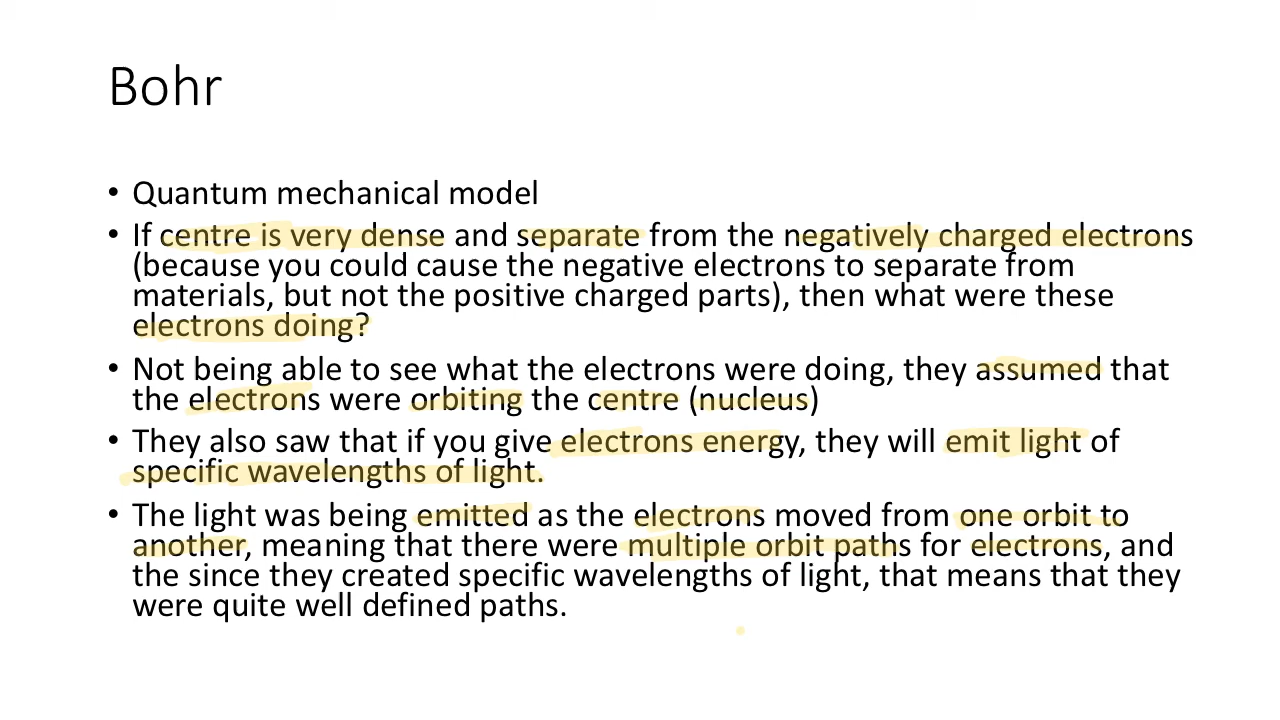 Bohr
• Quantum mechanical model
• If centre is very dense and separate from the negatively charged electrons
(because you could cause the negative electrons to separate from
materials, but not the positive charged parts), then what were these
electrons doing?
• Not being able to see what the electrons were doing, they assumed that
the electrons were orbiting the centre (nucleus)
• They also saw that if you give electrons energy, they will emit light of
specific wavelengths of light.
• The light was being emitted as the electrons moved from one orbit to
another, meaning that there were multiple orbit paths for electrons, and
the since they created specific wavelengths of light, that means that they
were quite well defined paths.